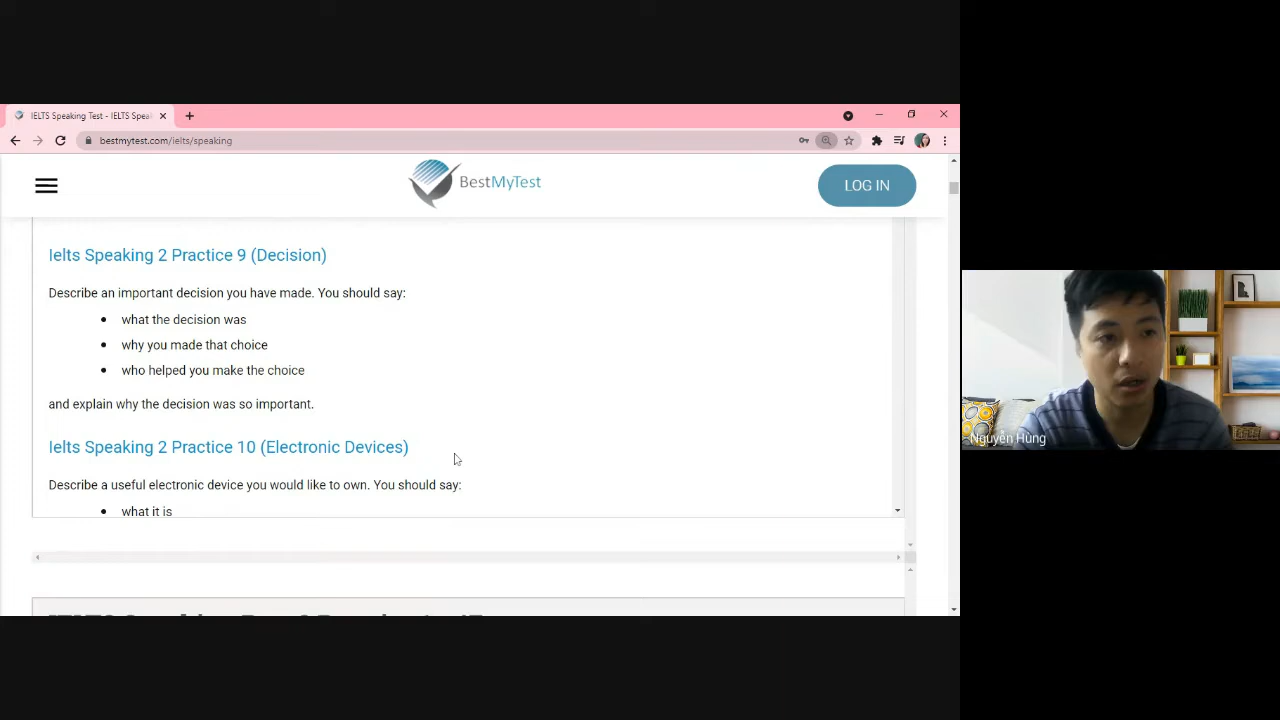 IELTS Speaking Test - IELTS Spea
bestmytest.com/ielts/speaking
BestMyTest
LOG IN
Ielts Speaking 2 Practice 9 (Decision)
Describe an important decision you have made. You should say:
what the decision was
why you made that choice
who helped you make the choice
and explain why the decision was so important.
Nguyễn Hùng
Ielts Speaking 2 Practice 10 (Electronic Devices)
Describe a useful electronic device you would like to own. You should say:
what it is